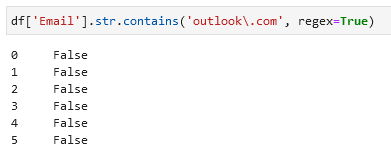 df['Email'].str.contains('outlook\.com', regex=True)
0 False
1 False
2 False
3 False
4 False
5 False